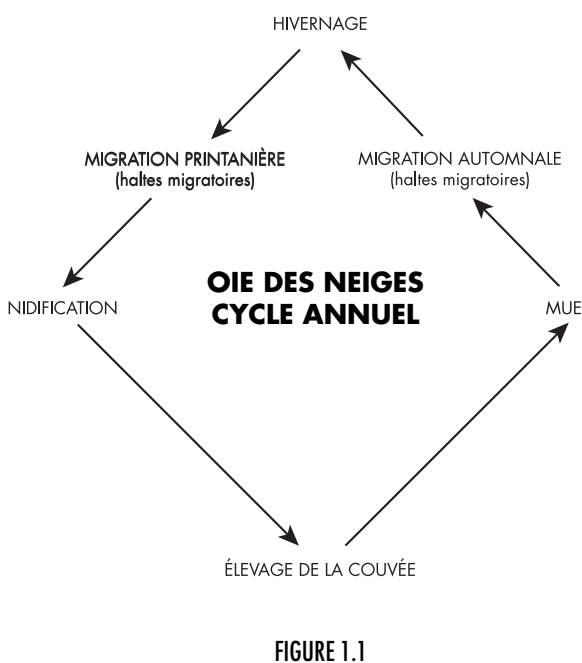 HIVERNAGE
MIGRATION PRINTANIÈRE
(haltes migratoires)
MIGRATION AUTOMNALE
(haltes migratoires)
OIE DES NEIGES
CYCLE ANNUEL
NIDIFICATION
MUE
ÉLEVAGE DE LA COUVÉE
FIGURE 1.1